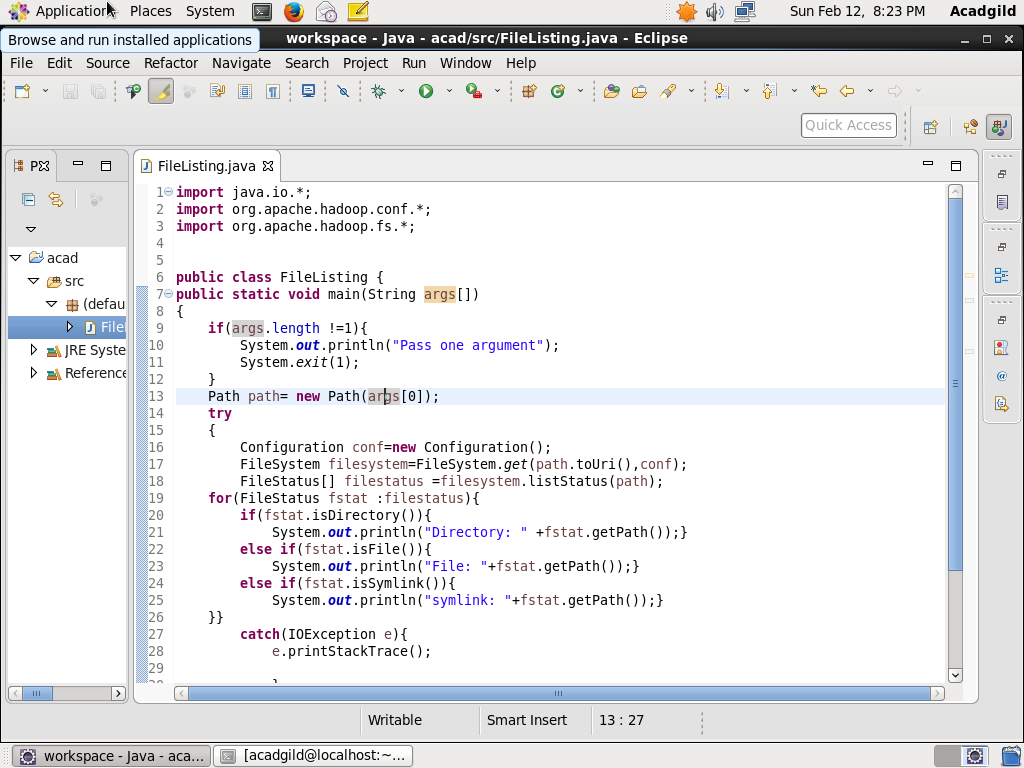 Application Places System Sun Feb 12, 8:23 PM Acadgild
Browse and run installed applications
workspace - Java - acad/src/FileListing.java - Eclipse
File Edit Source Refactor Navigate Search Project Run Window Help
Quick Access
P FileListing.java
acad
src
(defau
FileI
JRE Syste
Reference
1 import java.io.*;
2 import org.apache.hadoop.conf.*;
3 import org.apache.hadoop.fs.*;
4
5
6 public class FileListing {
7 public static void main(String args[])
8 {
9 if(args.length !=1){
10 System.out.println("Pass one argument");
11 System.exit(1);
12 }
13 Path path= new Path(args[0]);
14 try
15 {
16 Configuration conf=new Configuration();
17 FileSystem filesystem=FileSystem.get(path.toUri(),conf);
18 FileStatus[] filestatus =filesystem.listStatus(path);
19 for(FileStatus fstat :filestatus){
20 if(fstat.isDirectory()){
21 System.out.println("Directory: " +fstat.getPath());}
22 else if(fstat.isFile()){
23 System.out.println("File: "+fstat.getPath());}
24 else if(fstat.isSymlink()){
25 System.out.println("symlink: "+fstat.getPath());}
26 }}
27 catch(IOException e){
28 e.printStackTrace();
29
Writable Smart Insert 13 : 27
workspace - Java - aca... [acadgild@localhost:~...